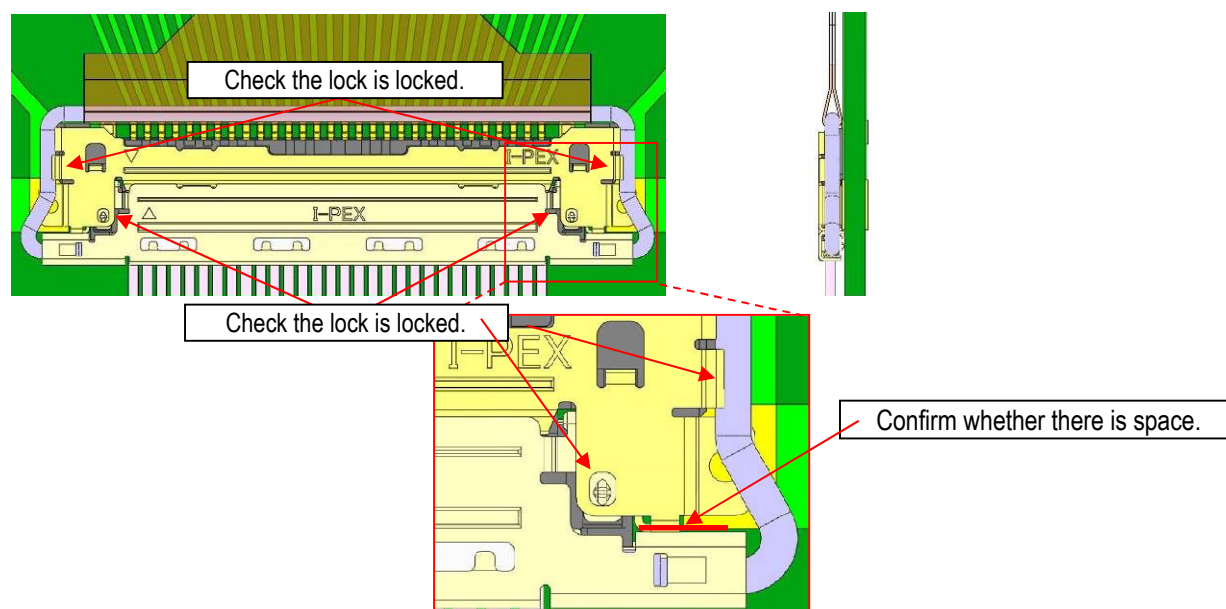 Check the lock is locked.
I-PEX
I-PEX
Check the lock is locked.
I-PEX
Confirm whether there is space.